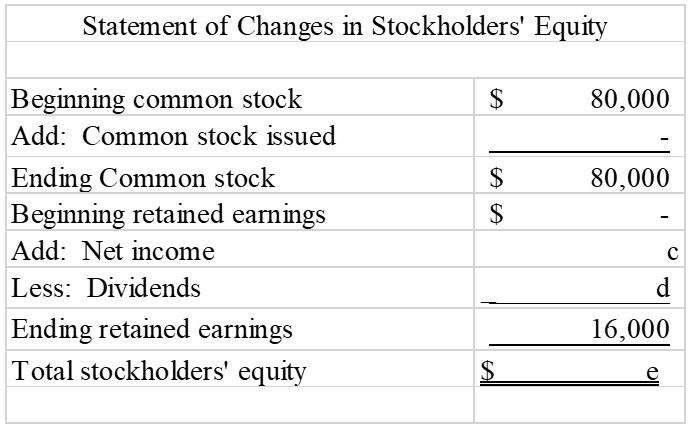 Statement of Changes in Stockholders' Equity
Beginning common stock $ 80,000
Add: Common stock issued -
Ending Common stock $ 80,000
Beginning retained earnings $ -
Add: Net income c
Less: Dividends d
Ending retained earnings 16,000
Total stockholders' equity $ e